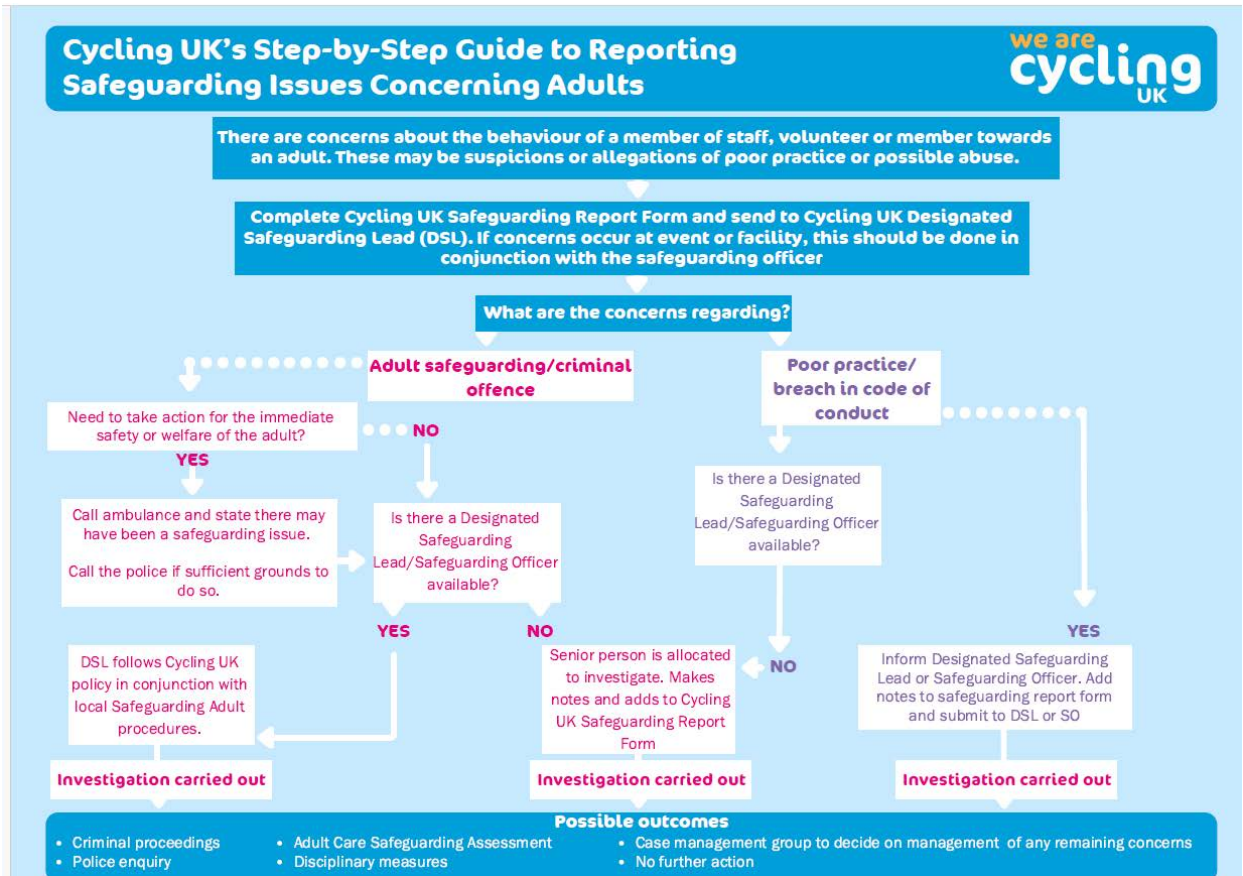 Cycling UK's Step-by-Step Guide to Reporting
Safeguarding Issues Concerning Adults
we are
cycling
UK
There are concerns about the behaviour of a member of staff, volunteer or member towards
an adult. These may be suspicions or allegations of poor practice or possible abuse.
Complete Cycling UK Safeguarding Report Form and send to Cycling UK Designated
Safeguarding Lead (DSL). If concerns occur at event or facility, this should be done in
conjunction with the safeguarding officer
What are the concerns regarding?
Adult safeguarding/criminal
offence
Poor practice/
breach in code of
conduct
Need to take action for the immediate
safety or welfare of the adult?
NO
YES
Call ambulance and state there may
have been a safeguarding issue.
Call the police if sufficient grounds to
do so.
Is there a Designated
Safeguarding
Lead/Safeguarding Officer
available?
Is there a Designated
Safeguarding
Lead/Safeguarding Officer
available?
YES
NO
NO
YES
DSL follows Cycling UK
policy in conjunction with
local Safeguarding Adult
procedures.
Senior person is allocated
to investigate. Makes
notes and adds to Cycling
UK Safeguarding Report
Form
Inform Designated Safeguarding
Lead or Safeguarding Officer. Add
notes to safeguarding report form
and submit to DSL or SO
Investigation carried out
Investigation carried out
Investigation carried out
Possible outcomes
• Criminal proceedings
• Police enquiry
• Adult Care Safeguarding Assessment
• Disciplinary measures
• Case management group to decide on management of any remaining concerns
• No further action